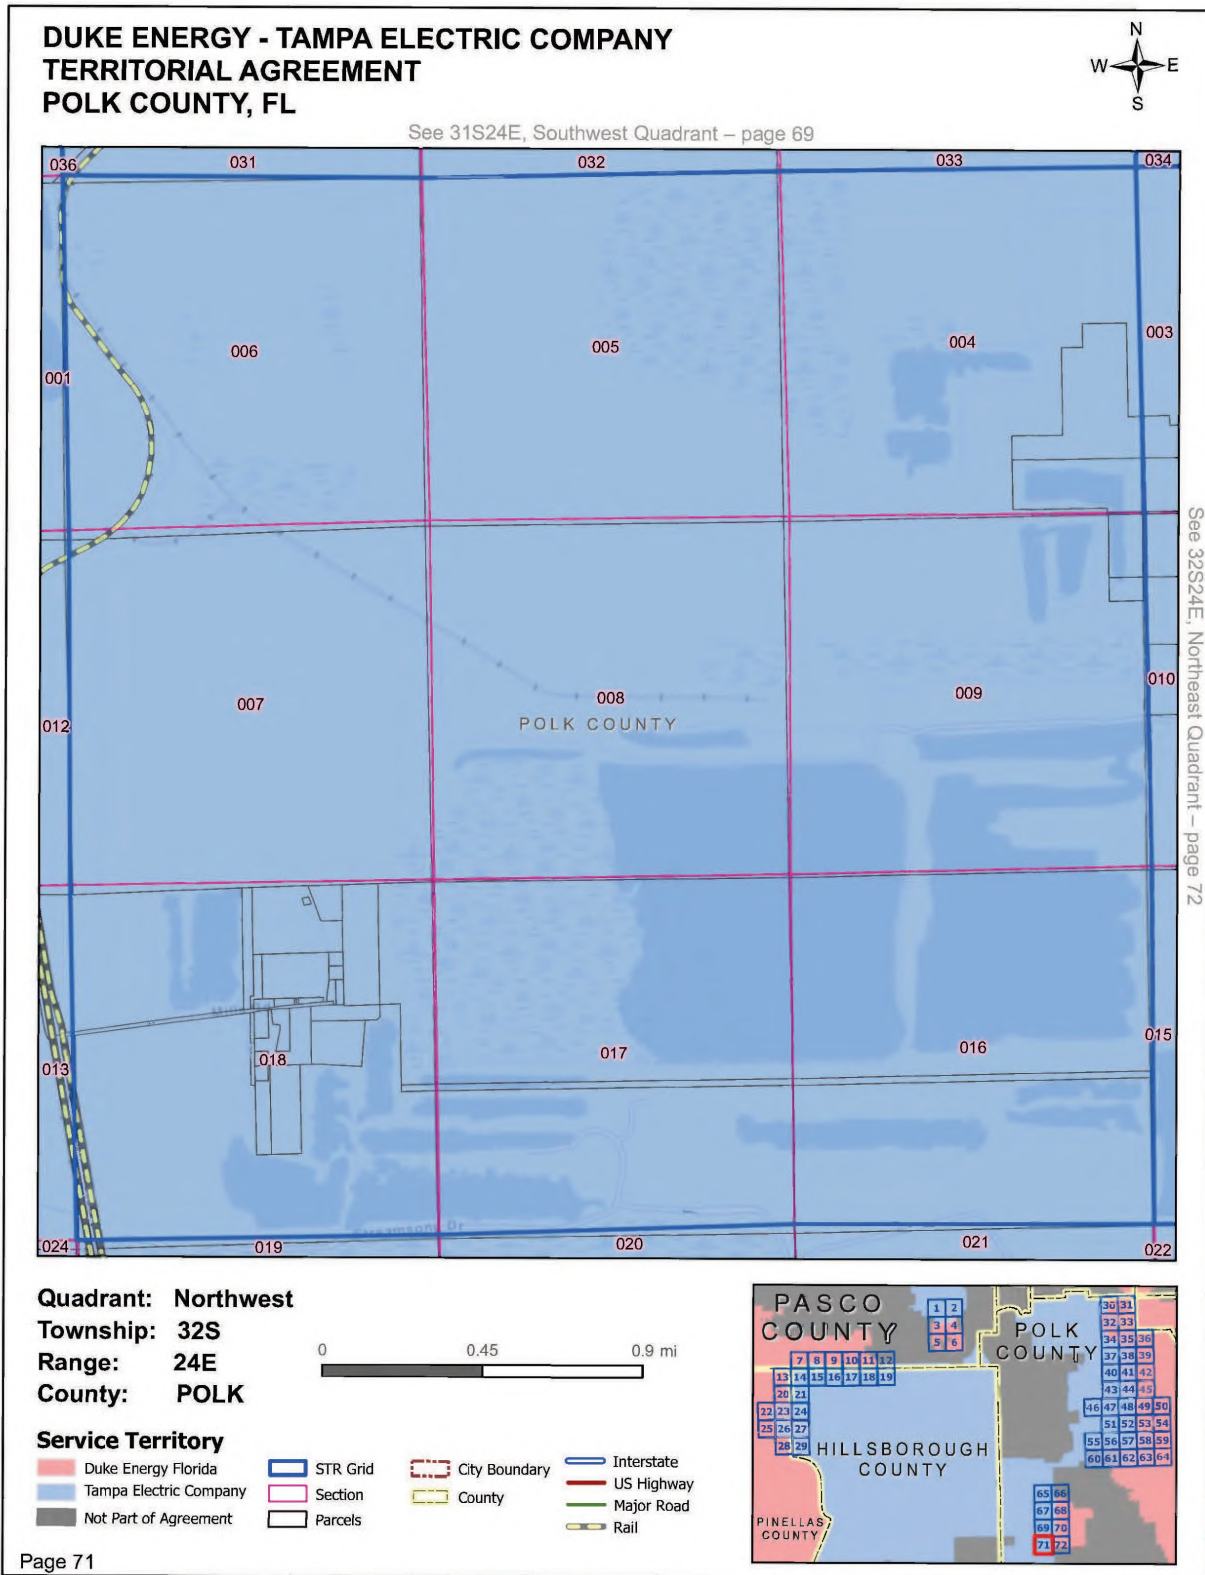 DUKE ENERGY - TAMPA ELECTRIC COMPANY
TERRITORIAL AGREEMENT
POLK COUNTY, FL
N
W E
S
See 31S24E, Southwest Quadrant – page 69
036 031 032 033 034
001 006 005 004 003
See 32S24E, Northeast Quadrant – page 72
012 007 008 009 010
POLK COUNTY
013 018 017 016 015
Streamsong Dr
024 019 020 021 022
Quadrant: Northwest
Township: 32S
Range: 24E
County: POLK
0 0.45 0.9 mi
Service Territory
Duke Energy Florida
Tampa Electric Company
Not Part of Agreement
STR Grid
Section
Parcels
City Boundary
County
Interstate
US Highway
Major Road
Rail
PASCO
COUNTY
POLK
COUNTY
HILLSBOROUGH
COUNTY
PINELLAS
COUNTY
1 2
3 4
5 6
7 8 9 10 11 12
13 14 15 16 17 18 19
20 21
22 23 24
25 26 27
28 29
30 31
32 33
34 35 36
37 38 39
40 41 42
43 44 45
46 47 48 49 50
51 52 53 54
55 56 57 58 59
60 61 62 63 64
65 66
67 68
69 70
71 72
Page 71